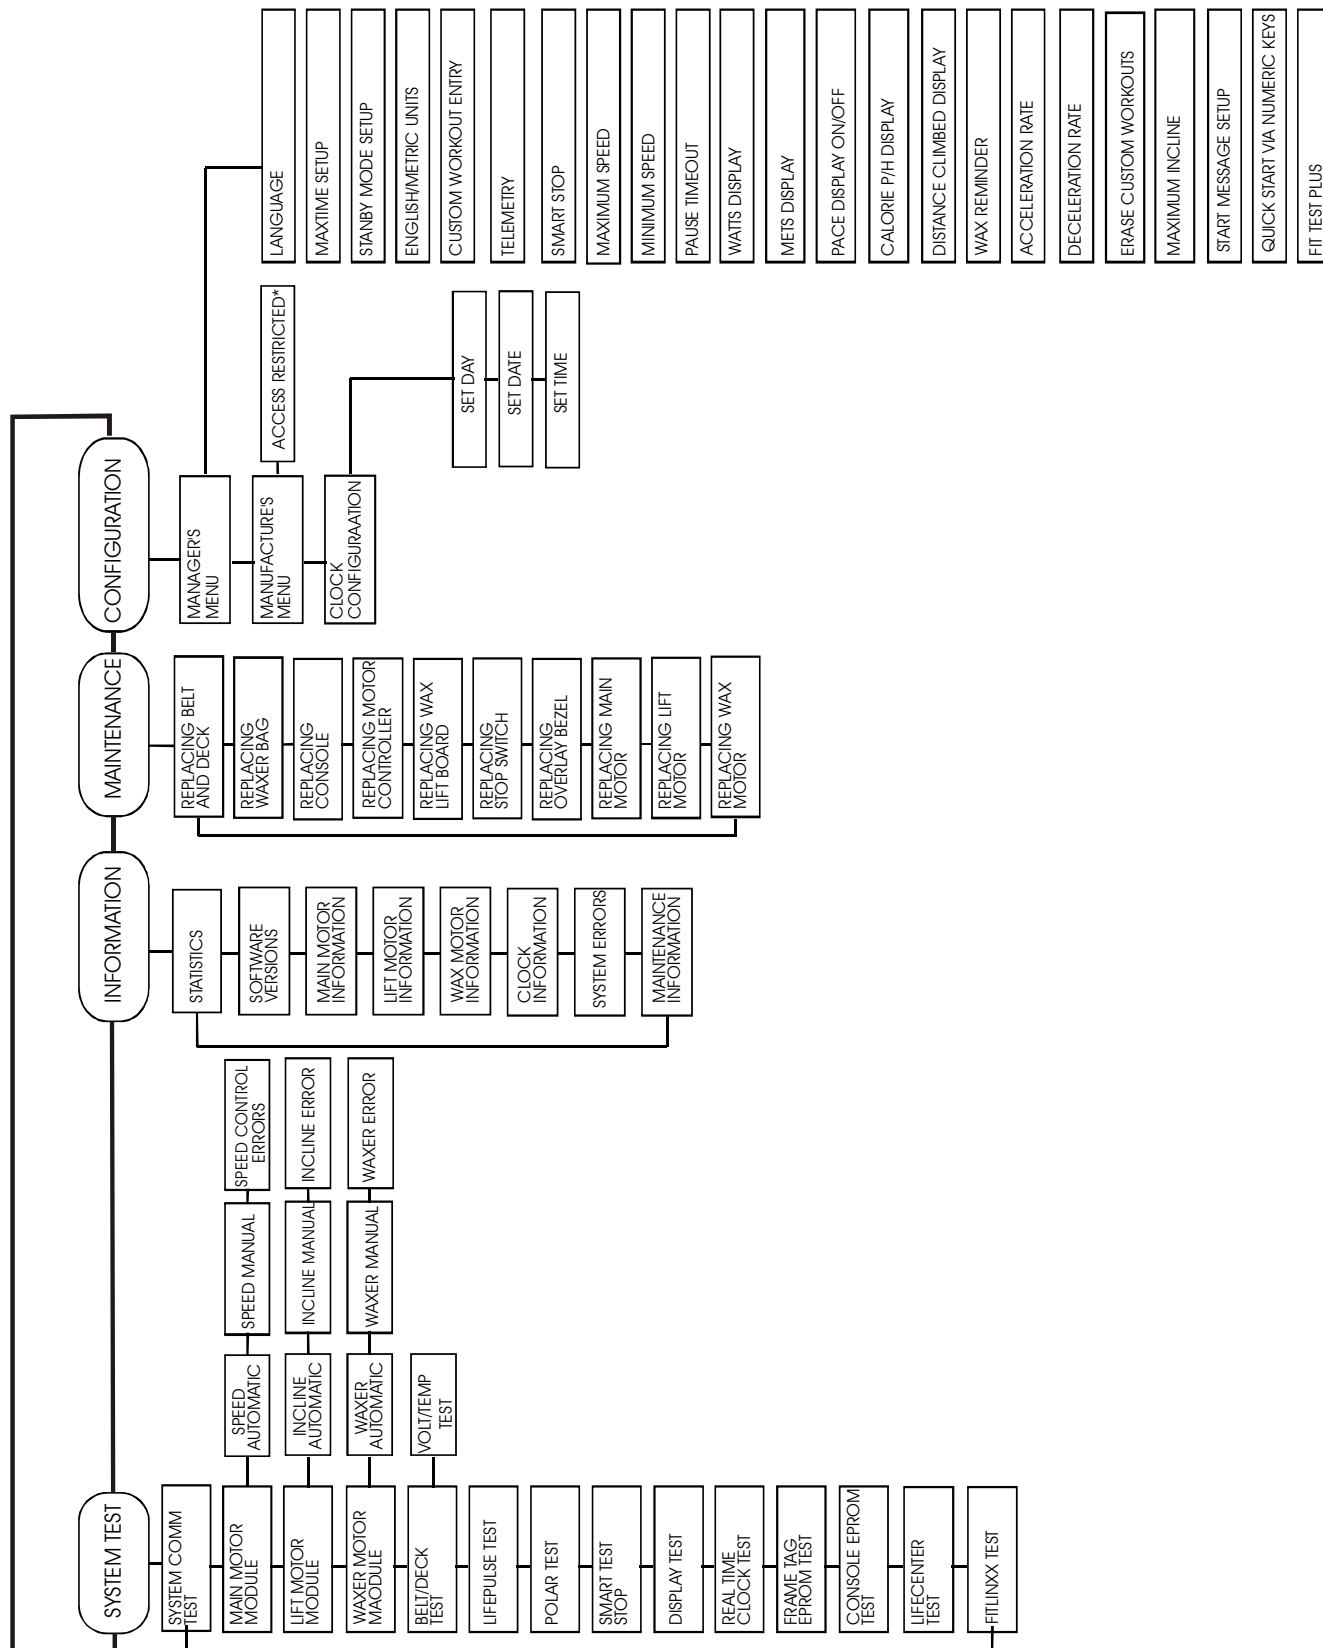 SYSTEM TEST
SYSTEM COMM
TEST
MAIN MOTOR
MODULE
SPEED
AUTOMATIC
SPEED MANUAL
SPEED CONTROL
ERRORS
LIFT MOTOR
MODULE
INCLINE
AUTOMATIC
INCLINE MANUAL
INCLINE ERROR
WAXER MOTOR
MAODULE
WAXER
AUTOMATIC
WAXER MANUAL
WAXER ERROR
BELT/DECK
TEST
VOLT/TEMP
TEST
LIFEPULSE TEST
POLAR TEST
SMART TEST
STOP
DISPLAY TEST
REAL TIME
CLOCK TEST
FRAME TAG
EPROM TEST
CONSOLE EPROM
TEST
LIFECENTER
TEST
FITLINXX TEST
INFORMATION
STATISTICS
SOFTWARE
VERSIONS
MAIN MOTOR
INFORMATION
LIFT MOTOR
INFORMATION
WAX MOTOR
INFORMATION
CLOCK
INFORMATION
SYSTEM ERRORS
MAINTENANCE
INFORMATION
MAINTENANCE
REPLACING BELT
AND DECK
REPLACING
WAXER BAG
REPLACING
CONSOLE
REPLACING MOTOR
CONTROLLER
REPLACING WAX
LIFT BOARD
REPLACING
STOP SWITCH
REPLACING
OVERLAY BEZEL
REPLACING MAIN
MOTOR
REPLACING LIFT
MOTOR
REPLACING WAX
MOTOR
CONFIGURATION
MANAGER'S
MENU
MANUFACTURE'S
MENU
ACCESS RESTRICTED*
CLOCK
CONFIGURAATION
SET DAY
SET DATE
SET TIME
LANGUAGE
MAXTIME SETUP
STANBY MODE SETUP
ENGLISH/METRIC UNITS
CUSTOM WORKOUT ENTRY
TELEMETRY
SMART STOP
MAXIMUM SPEED
MINIMUM SPEED
PAUSE TIMEOUT
WATTS DISPLAY
METS DISPLAY
PACE DISPLAY ON/OFF
CALORIE P/H DISPLAY
DISTANCE CLIMBED DISPLAY
WAX REMINDER
ACCELERATION RATE
DECELERATION RATE
ERASE CUSTOM WORKOUTS
MAXIMUM INCLINE
START MESSAGE SETUP
QUICK START VIA NUMERIC KEYS
FIT TEST PLUS